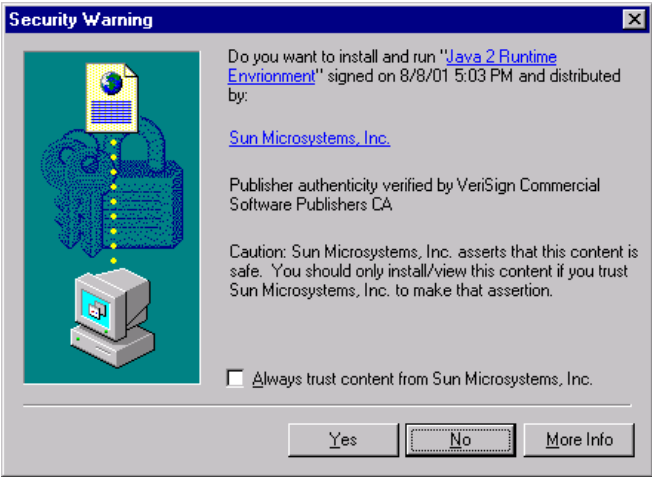 Security Warning
Do you want to install and run "Java 2 Runtime
Envrionment" signed on 8/8/01 5:03 PM and distributed
by:
Sun Microsystems, Inc.
Publisher authenticity verified by VeriSign Commercial
Software Publishers CA
Caution: Sun Microsystems, Inc. asserts that this content is
safe.  You should only install/view this content if you trust
Sun Microsystems, Inc. to make that assertion.
Always trust content from Sun Microsystems, Inc.
Yes No More Info